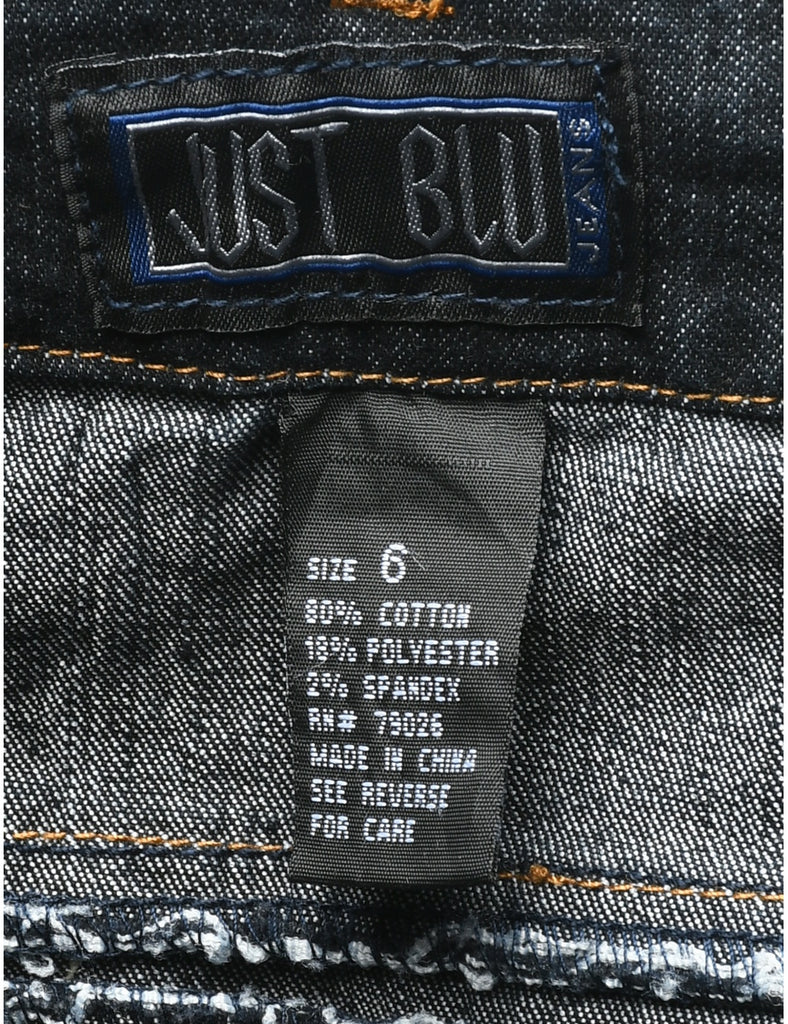 JUST BLU
JEANS
SIZE 6
80% COTTON
18% POLYESTER
2% SPANDEX
RN# 79026
MADE IN CHINA
SEE REVERSE
FOR CARE